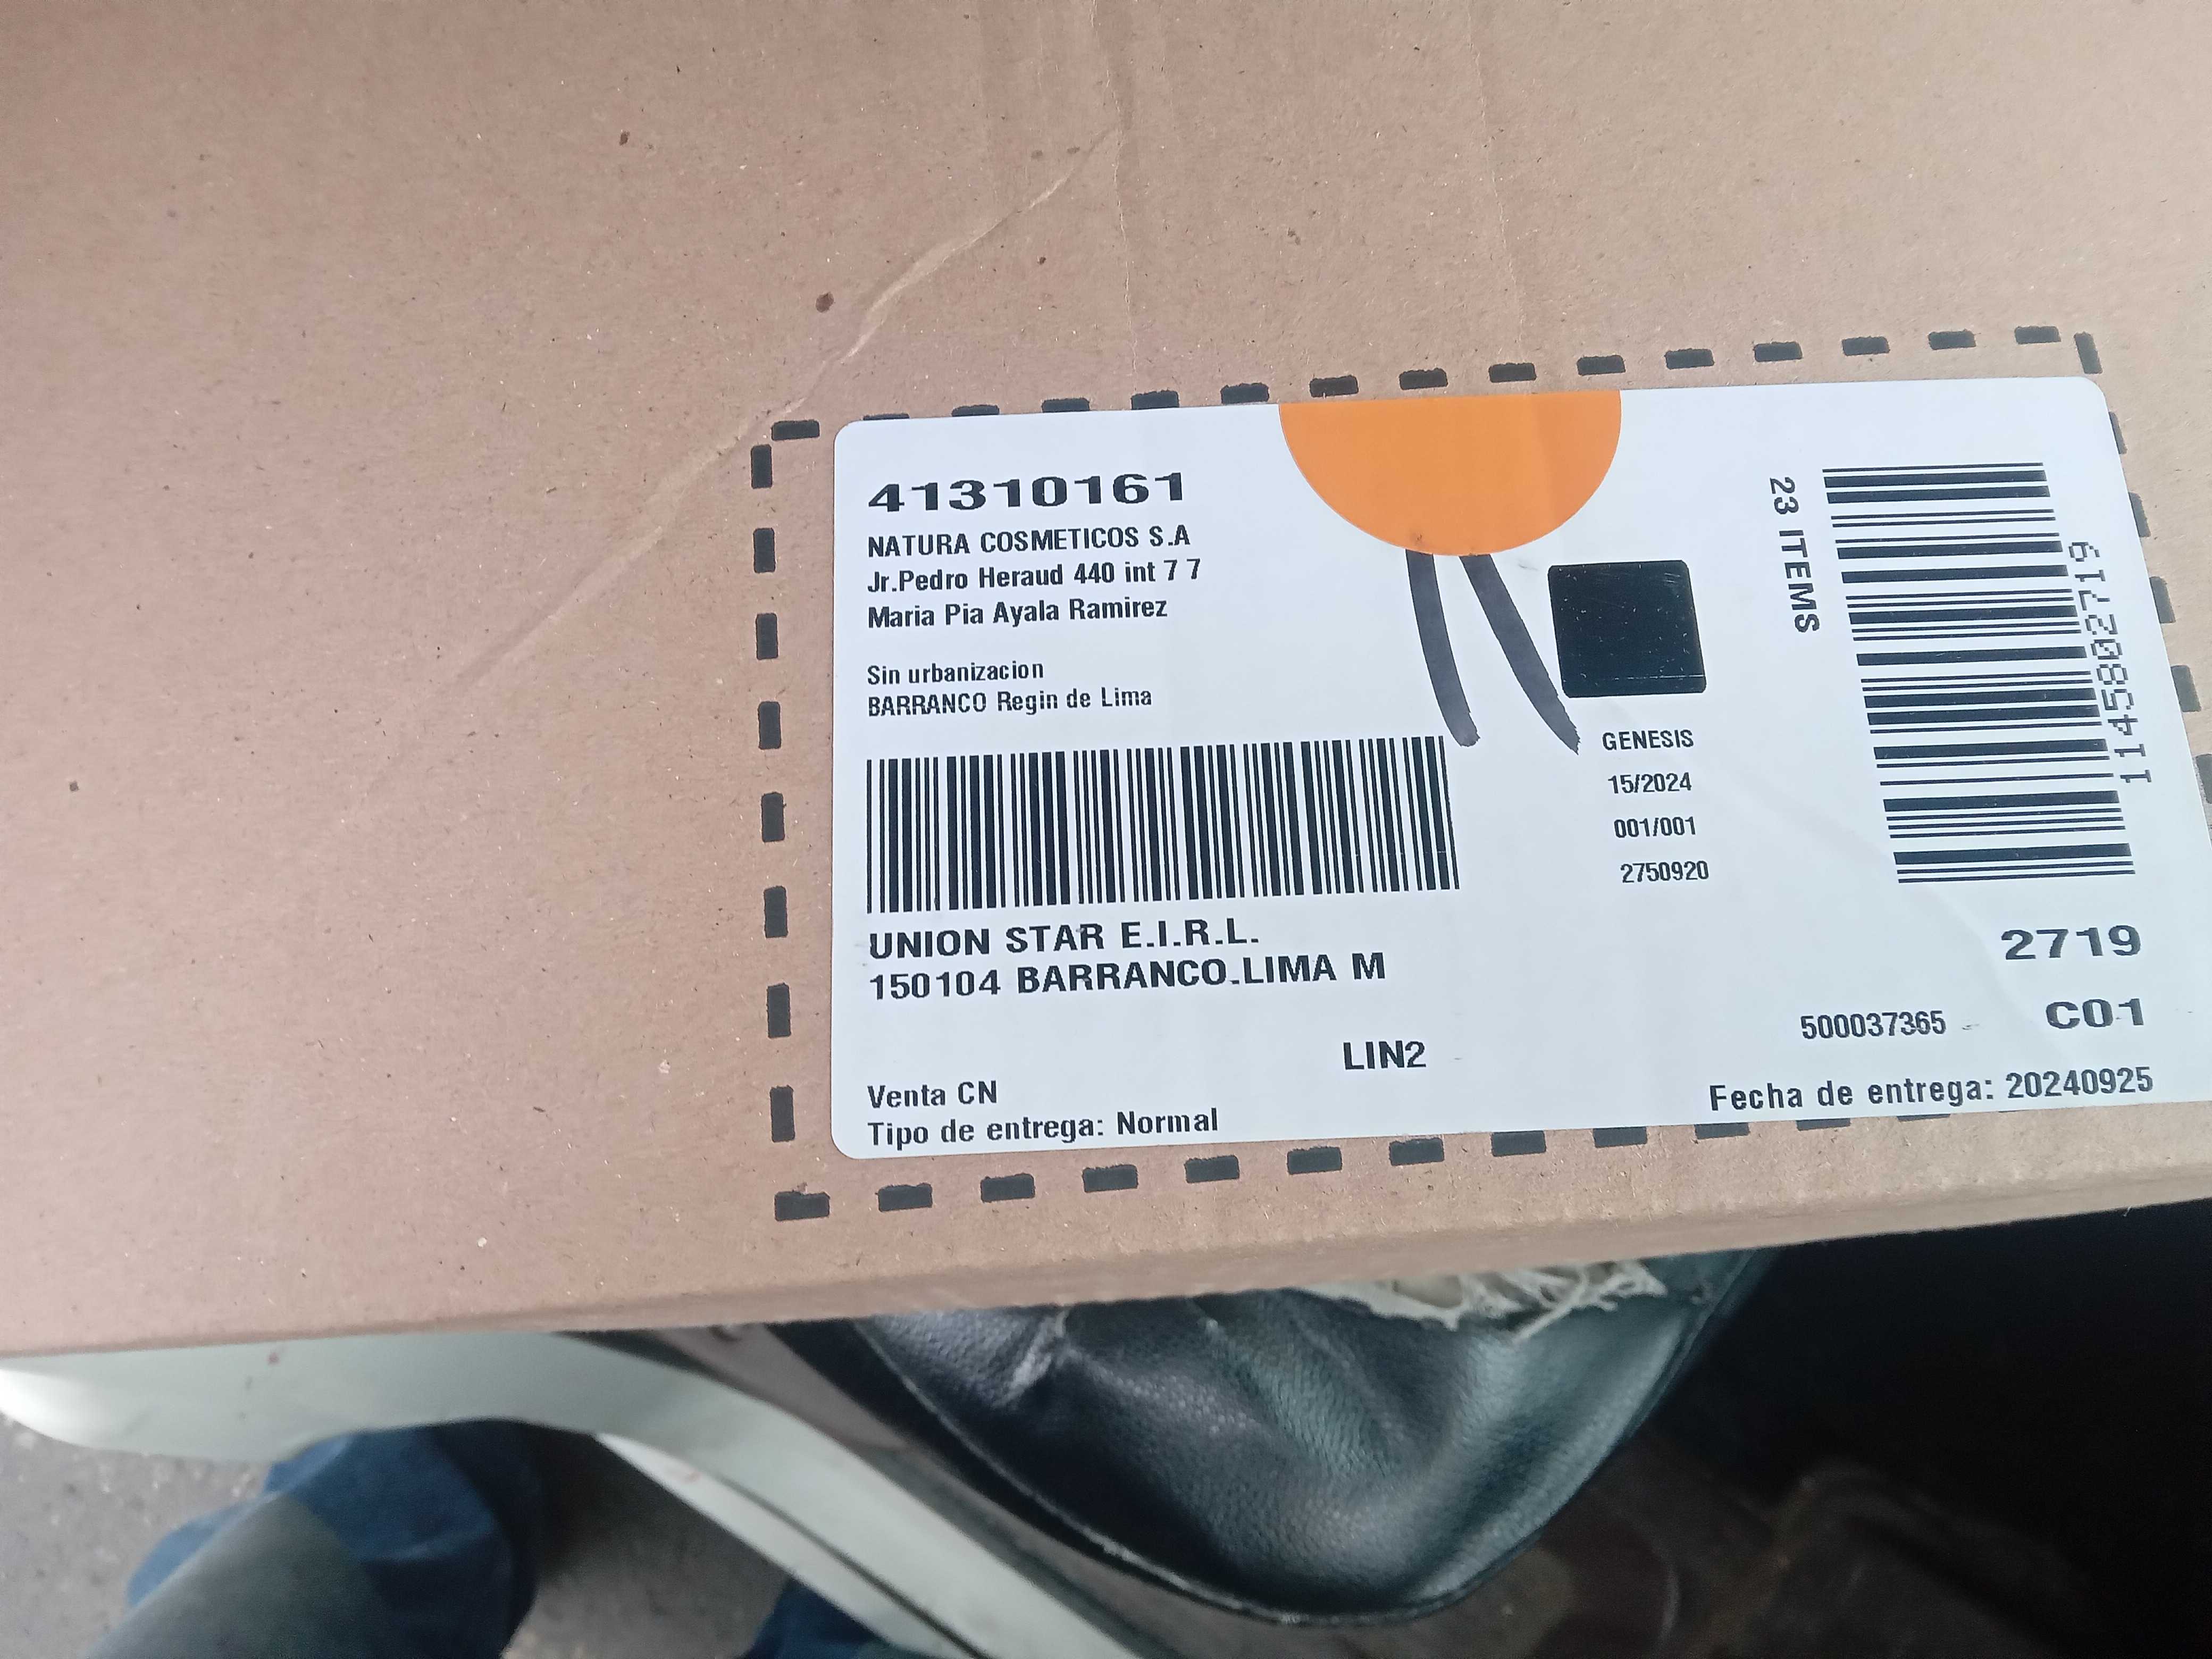 41310161
NATURA COSMETICOS S.A
Jr.Pedro Heraud 440 int 7 7
Maria Pia Ayala Ramirez
Sin urbanizacion
BARRANCO Regin de Lima
UNION STAR E.I.R.L.
150104 BARRANCO.LIMA M
LIN2
Venta CN
Tipo de entrega: Normal
GENESIS
15/2024
001/001
2750920
23 ITEMS
1145802719
2719
500037365
C01
Fecha de entrega: 20240925